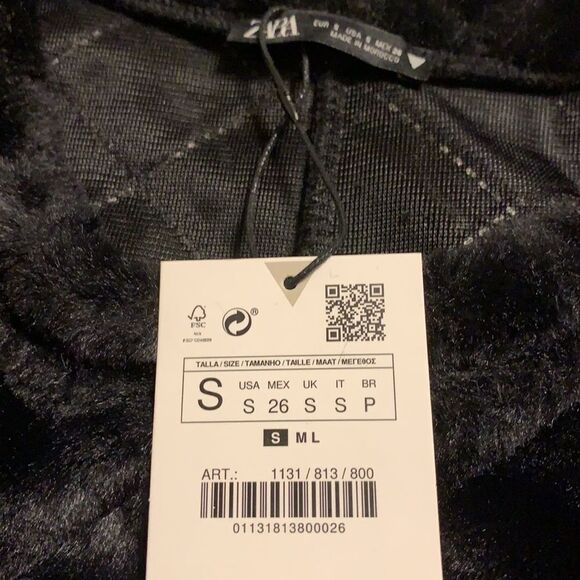 ZARA
EUR S USA S MEX 26
MADE IN MOROCCO
FSC
TALLA / SIZE / TAMANHO / TAILLE / MAAT / ΜΕΓΕΘΟΣ
S USA MEX UK IT BR
S 26 S S P
S M L
ART.: 1131 / 813 / 800
01131813800026